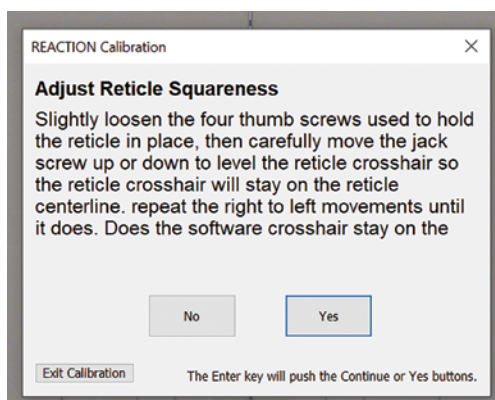 REACTION Calibration
Adjust Reticle Squareness
Slightly loosen the four thumb screws used to hold
the reticle in place, then carefully move the jack
screw up or down to level the reticle crosshair so
the reticle crosshair will stay on the reticle
centerline. repeat the right to left movements until
it does. Does the software crosshair stay on the
No
Yes
Exit Calibration
The Enter key will push the Continue or Yes buttons.